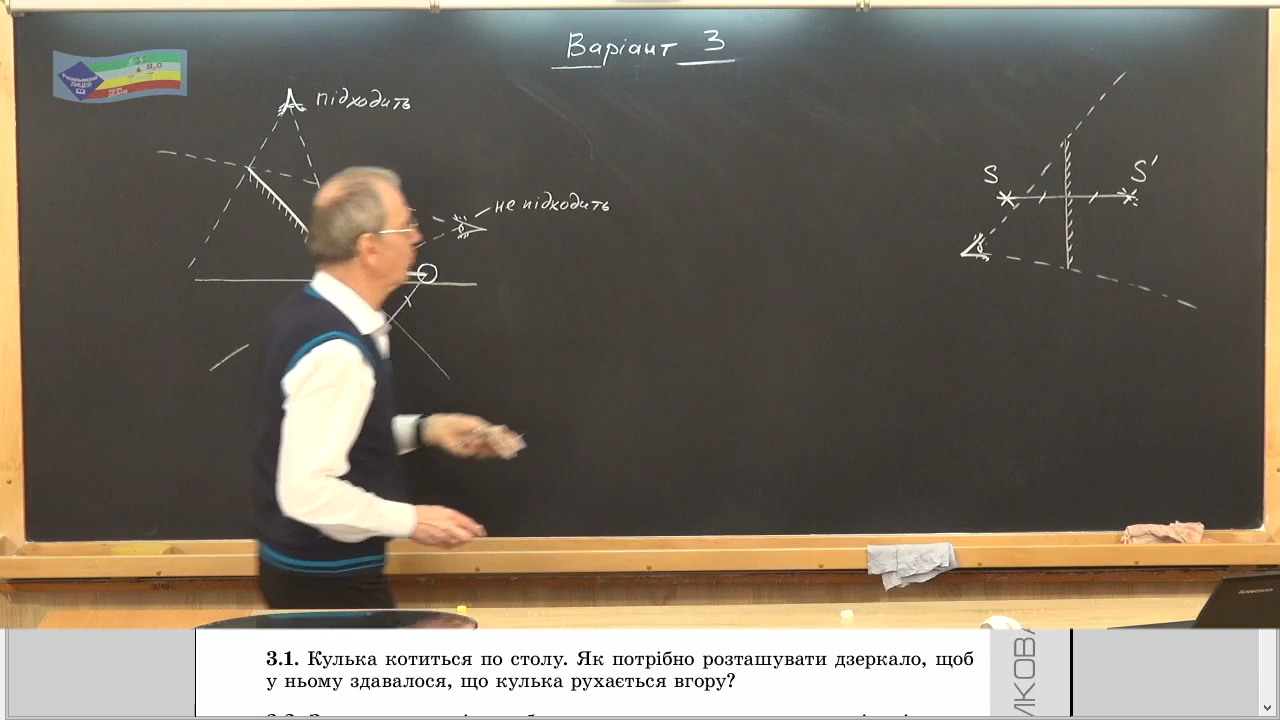 Варіант 3
підходить
не підходить
S
S'
3.1. Кулька котиться по столу. Як потрібно розташувати дзеркало, щоб
у ньому здавалося, що кулька рухається вгору?